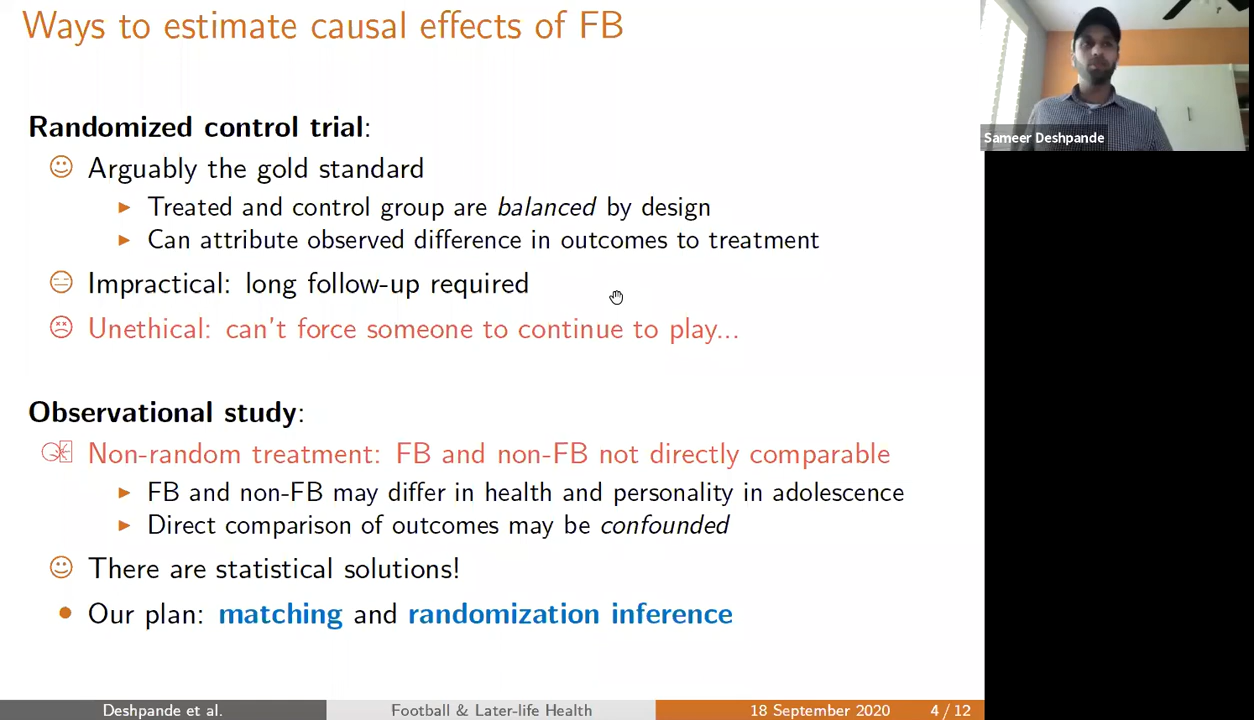 Ways to estimate causal effects of FB
Sameer Deshpande
Randomized control trial:
Arguably the gold standard
Treated and control group are balanced by design
Can attribute observed difference in outcomes to treatment
Impractical: long follow-up required
Unethical: can't force someone to continue to play...
Observational study:
Non-random treatment: FB and non-FB not directly comparable
FB and non-FB may differ in health and personality in adolescence
Direct comparison of outcomes may be confounded
There are statistical solutions!
Our plan: matching and randomization inference
Deshpande et al. Football & Later-life Health 18 September 2020 4 / 12